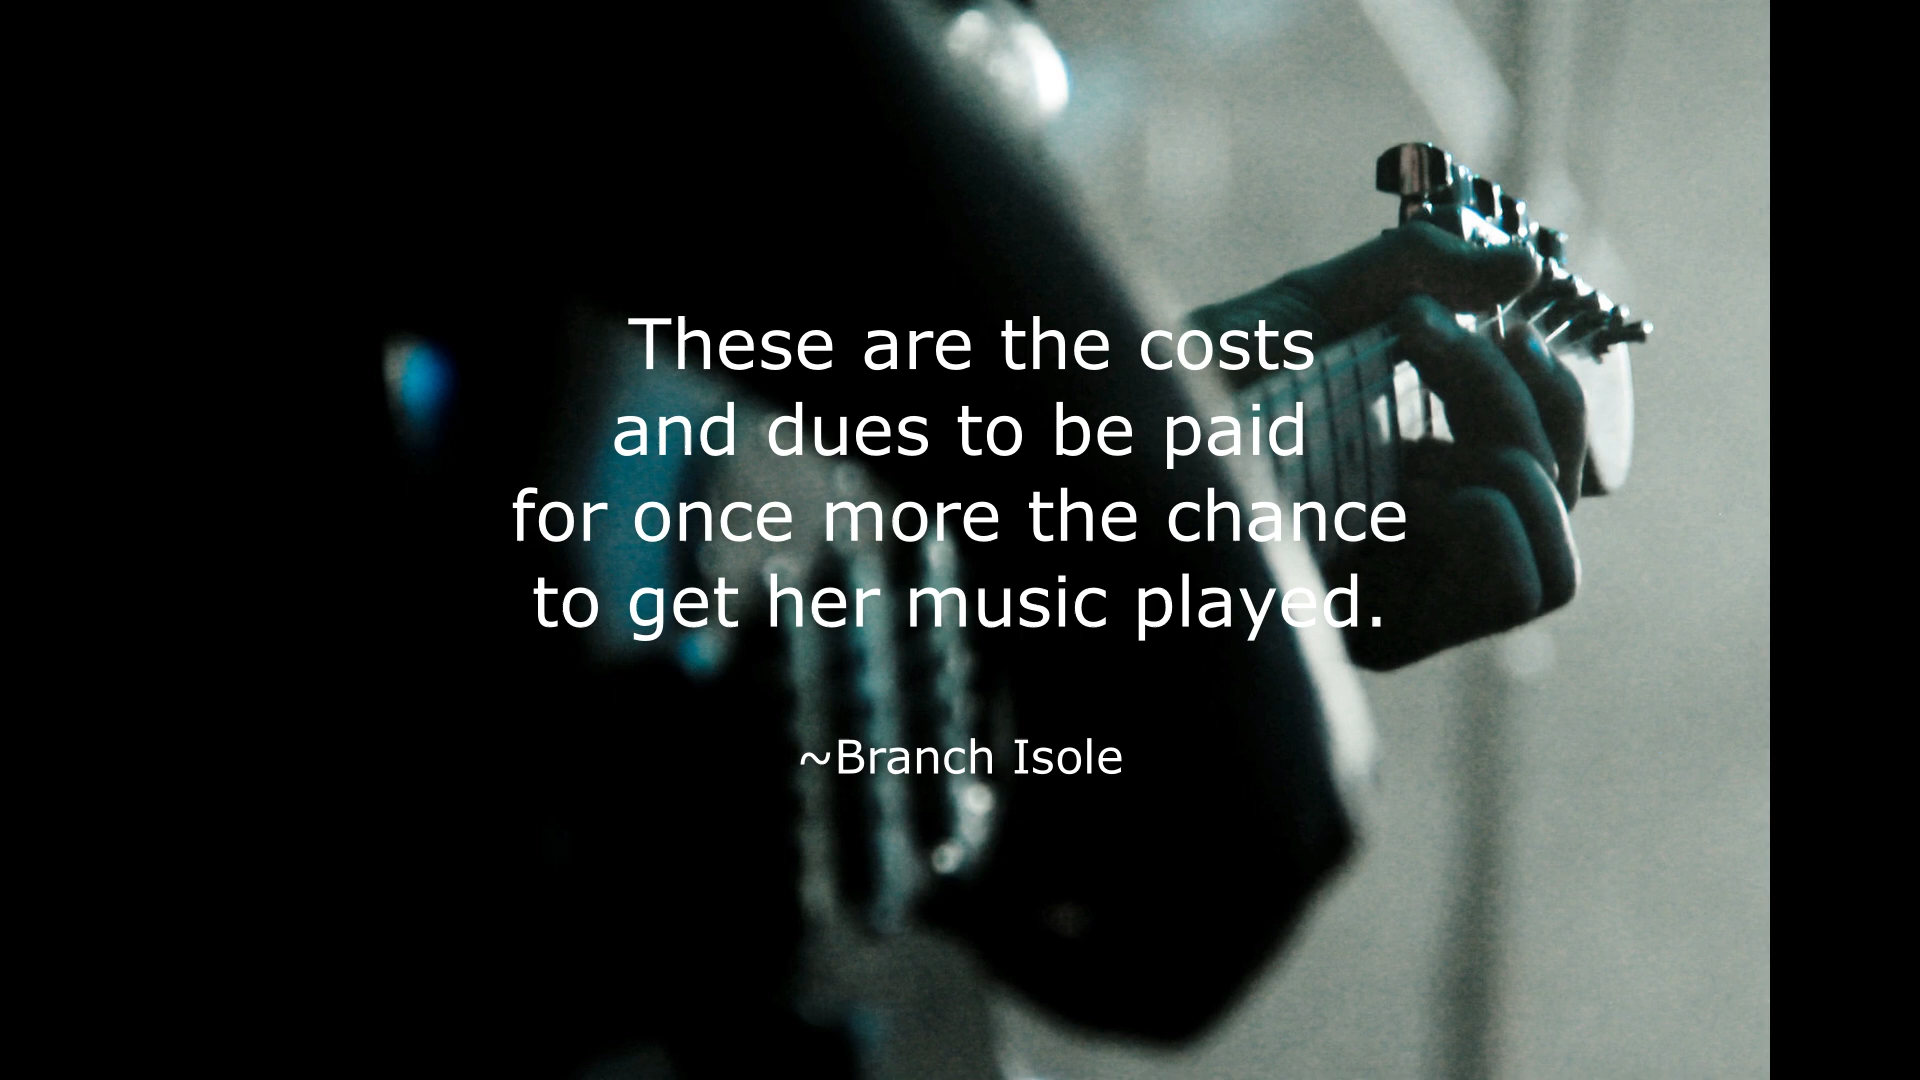 These are the costs
and dues to be paid
for once more the chance
to get her music played.
~Branch Isole